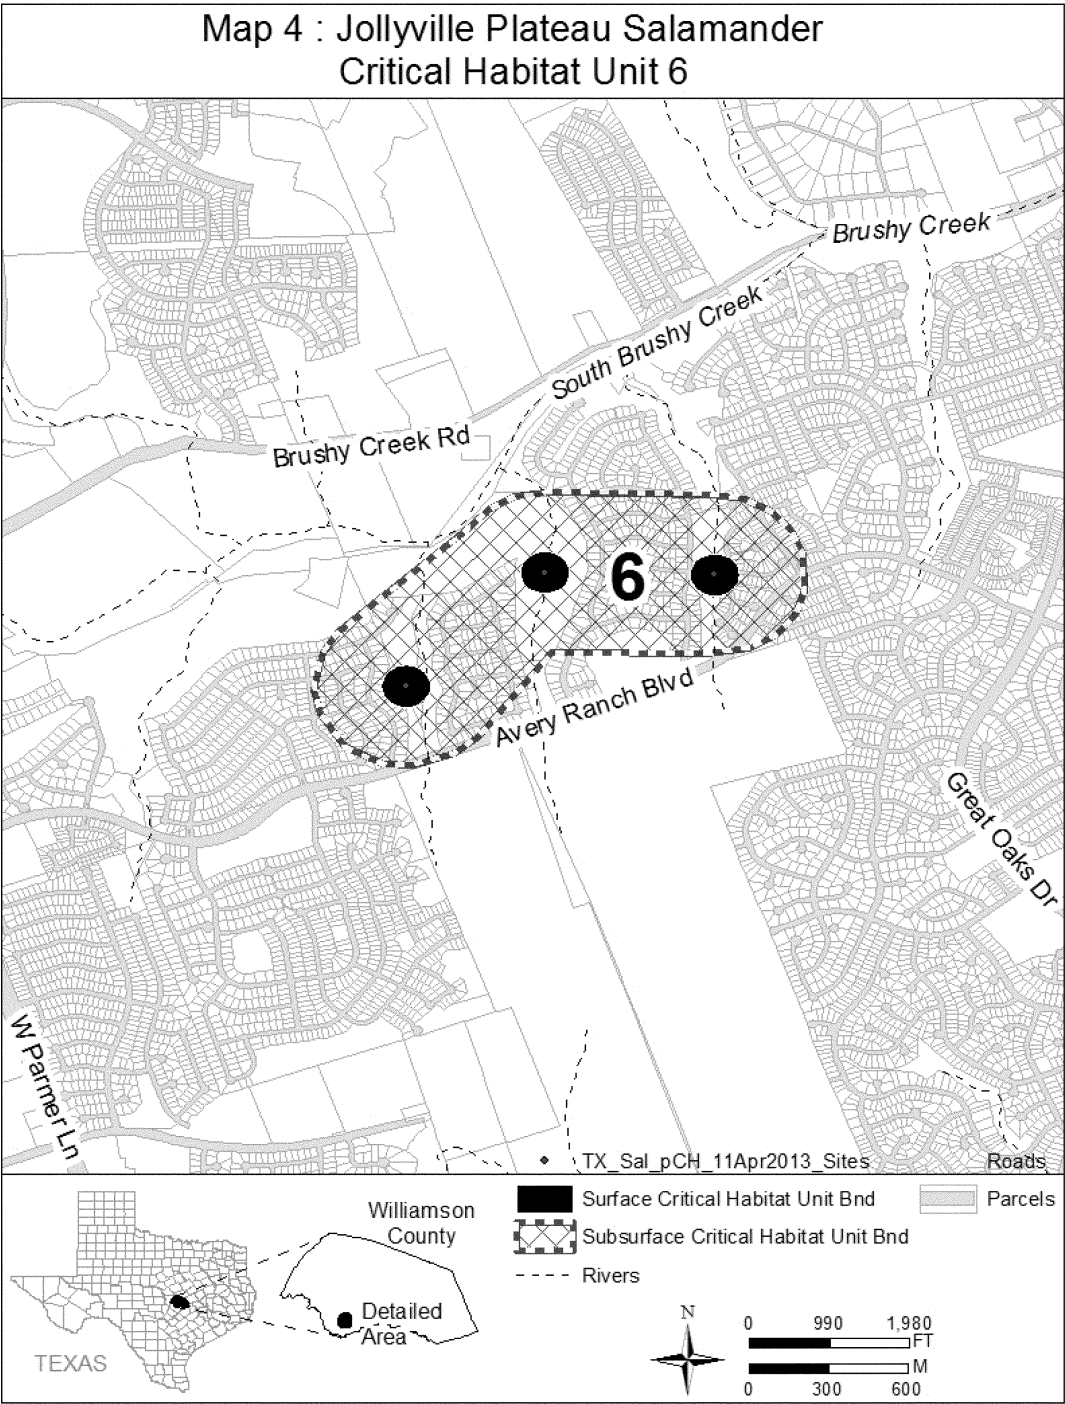 Map 4 : Jollyville Plateau Salamander
Critical Habitat Unit 6
Brushy Creek
South Brushy Creek
Brushy Creek Rd
6
Avery Ranch Blvd
Great Oaks Dr
W Parmer Ln
TX_Sal_pCH_11Apr2013_Sites
Roads
Surface Critical Habitat Unit Bnd
Parcels
Subsurface Critical Habitat Unit Bnd
Rivers
Williamson
County
Detailed
Area
TEXAS
N
0 990 1,980
FT
M
0 300 600